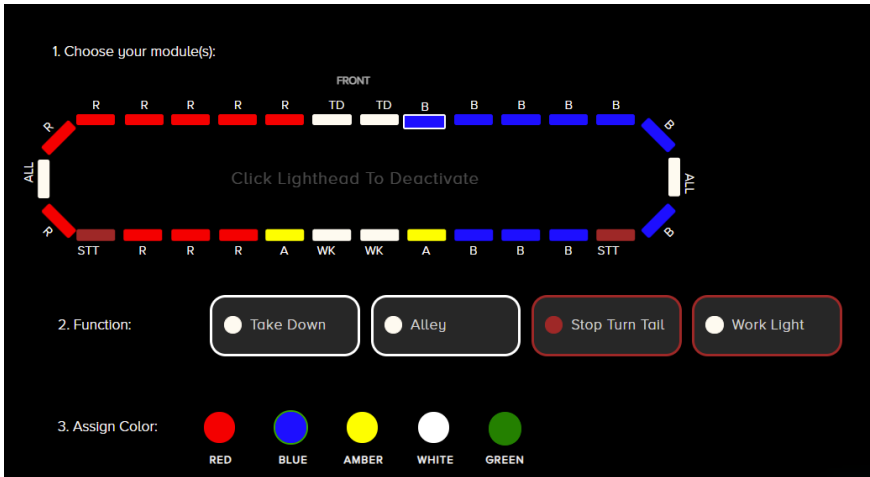 1. Choose your module(s):
FRONT
R R R R R TD TD B B B B B
R B
ALL ALL
Click Lighthead To Deactivate
R B
STT R R R A WK WK A B B B STT
2. Function: Take Down Alley Stop Turn Tail Work Light
3. Assign Color:
RED BLUE AMBER WHITE GREEN